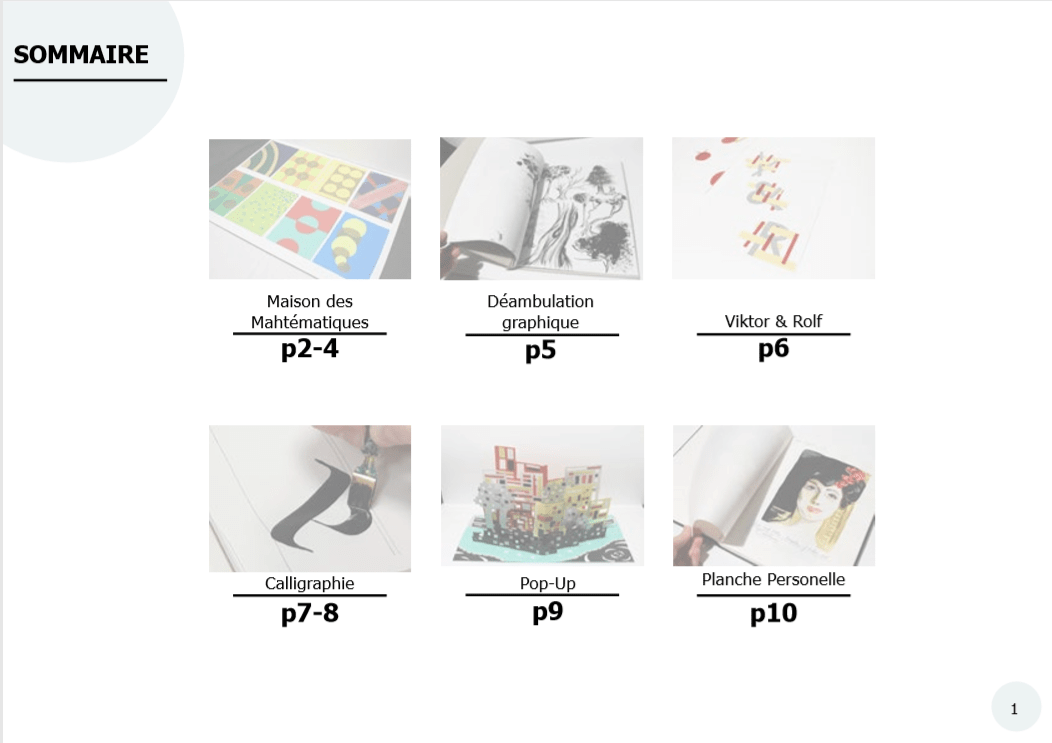 SOMMAIRE
Maison des
Mahtématiques
p2-4
Déambulation
graphique
p5
Viktor & Rolf
p6
Calligraphie
p7-8
Pop-Up
p9
Planche Personelle
p10
1